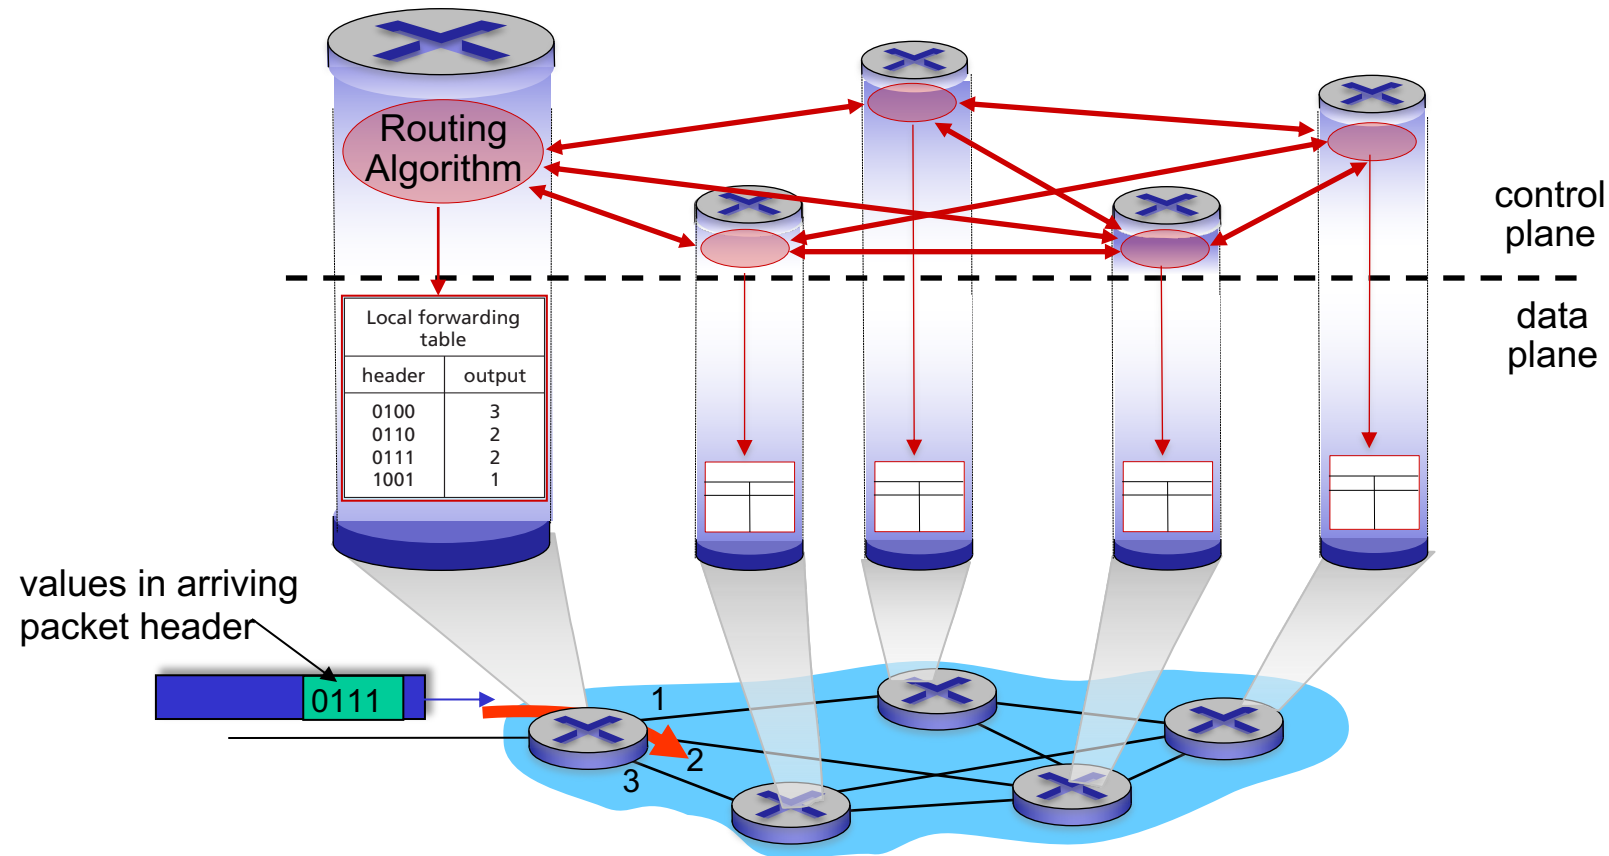 Routing
Algorithm
control
plane
data
plane
Local forwarding
table
header output
0100 3
0110 2
0111 2
1001 1
values in arriving
packet header
0111
1
2
3